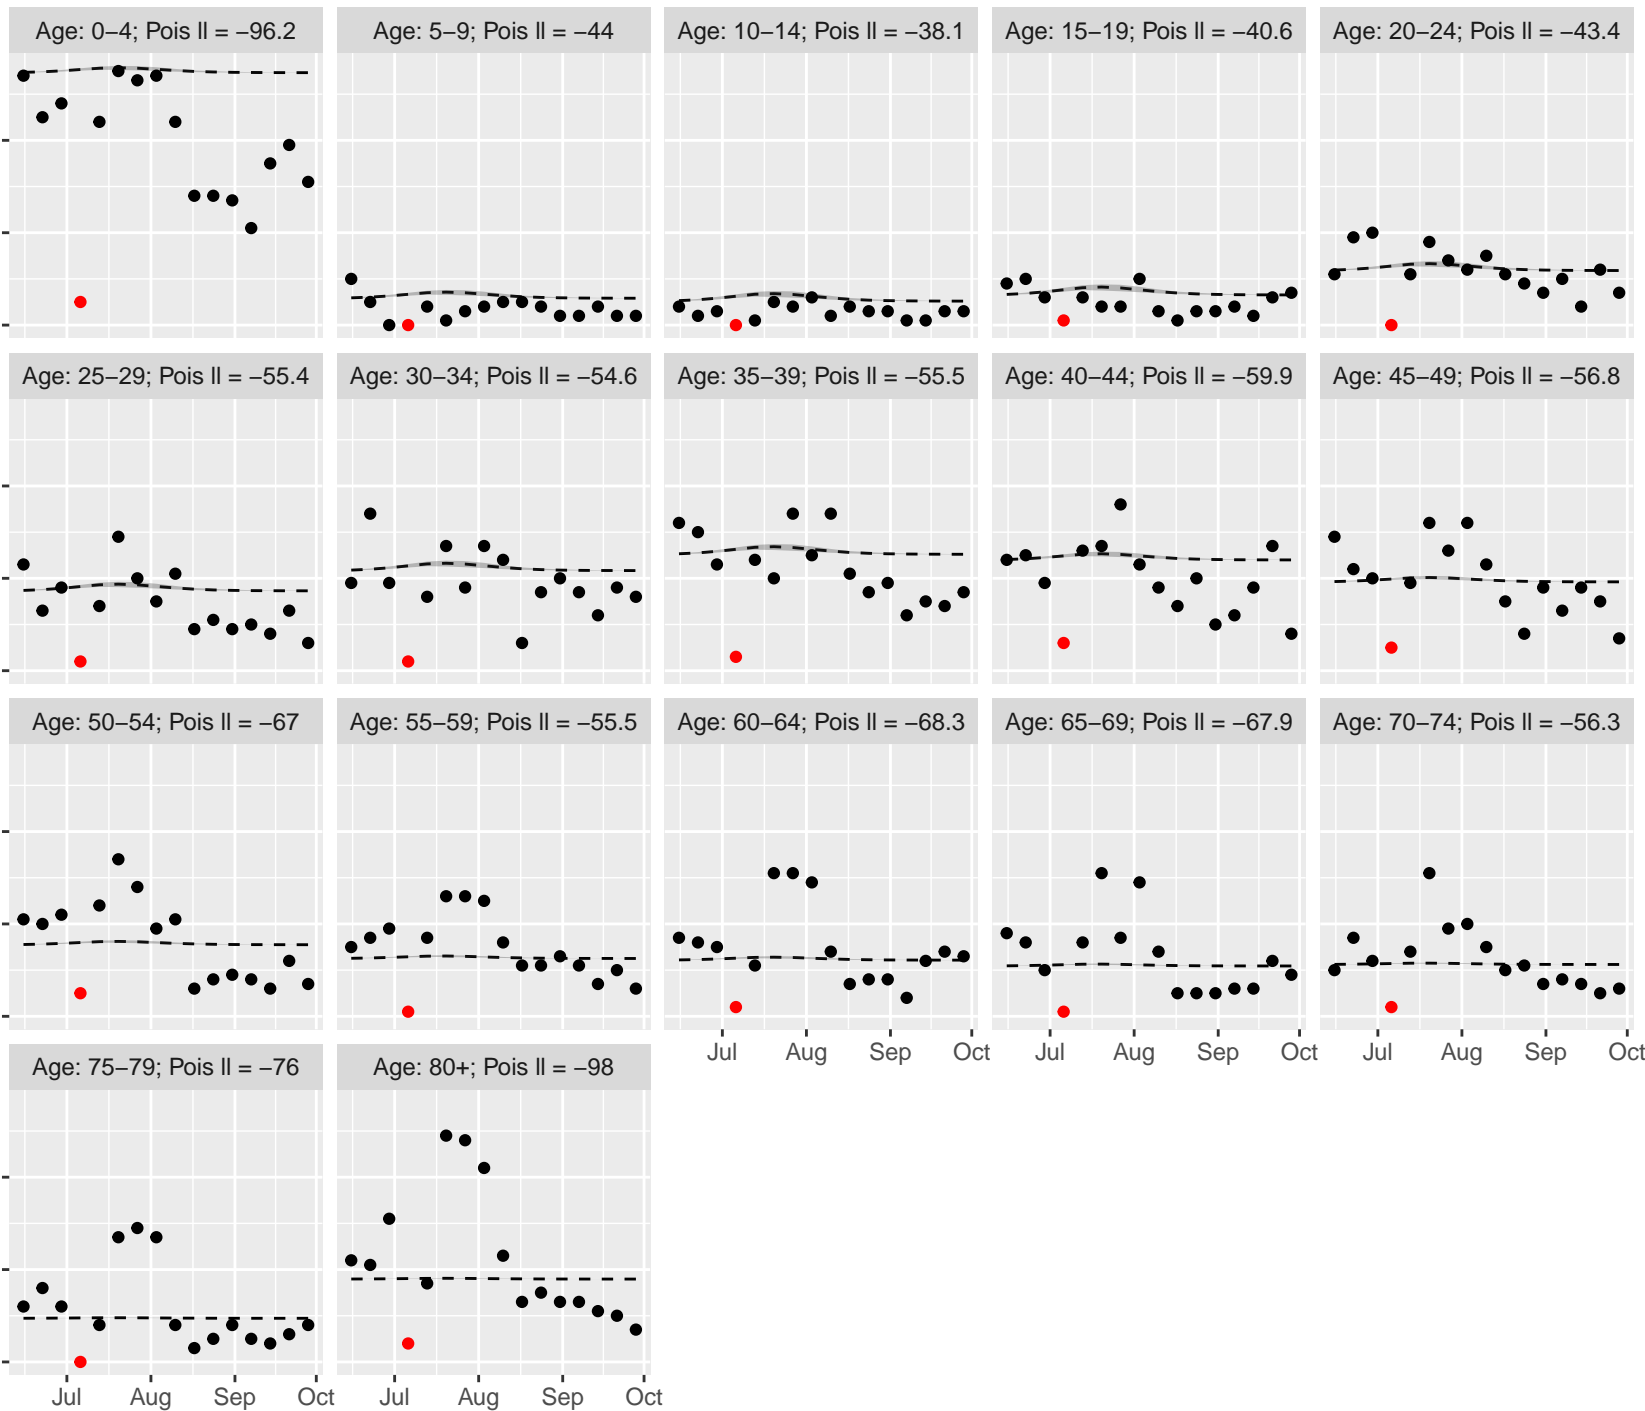 Age: 0−4; Pois ll = −96.2
Age: 5−9; Pois ll = −44
Age: 10−14; Pois ll = −38.1
Age: 15−19; Pois ll = −40.6
Age: 20−24; Pois ll = −43.4
Age: 25−29; Pois ll = −55.4
Age: 30−34; Pois ll = −54.6
Age: 35−39; Pois ll = −55.5
Age: 40−44; Pois ll = −59.9
Age: 45−49; Pois ll = −56.8
Age: 50−54; Pois ll = −67
Age: 55−59; Pois ll = −55.5
Age: 60−64; Pois ll = −68.3
Age: 65−69; Pois ll = −67.9
Age: 70−74; Pois ll = −56.3
Jul Aug Sep Oct
Jul Aug Sep Oct
Jul Aug Sep Oct
Age: 75−79; Pois ll = −76
Age: 80+; Pois ll = −98
Jul Aug Sep Oct
Jul Aug Sep Oct